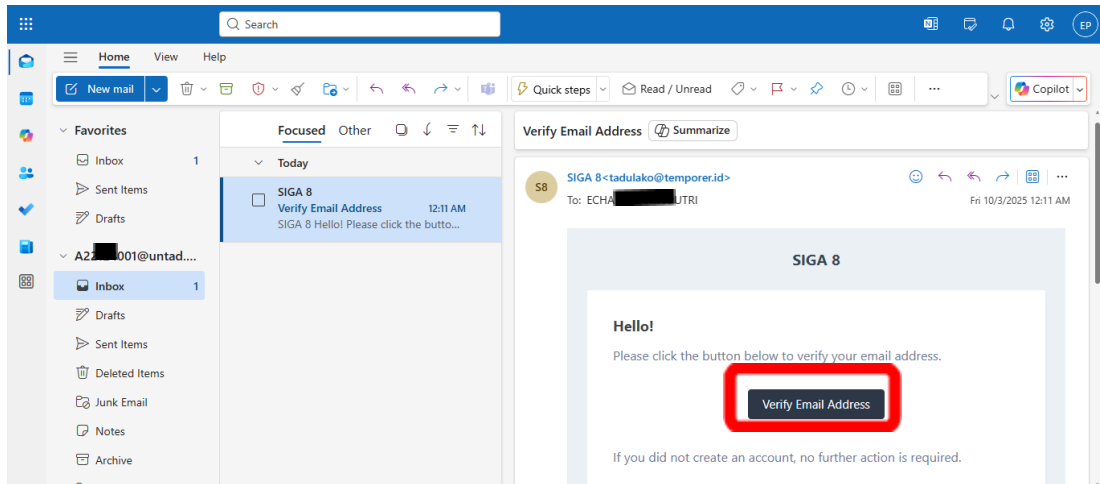 Search
EP
Home View Help
New mail
Quick steps
Read / Unread
Copilot
Favorites
Inbox 1
Sent Items
Drafts
A22 001@untad....
Inbox 1
Drafts
Sent Items
Deleted Items
Junk Email
Notes
Archive
Focused Other
Today
SIGA 8
Verify Email Address 12:11 AM
SIGA 8 Hello! Please click the butto...
Verify Email Address Summarize
S8
SIGA 8<tadulako@temporer.id>
To: ECHA UTRI
Fri 10/3/2025 12:11 AM
SIGA 8
Hello!
Please click the button below to verify your email address.
Verify Email Address
If you did not create an account, no further action is required.